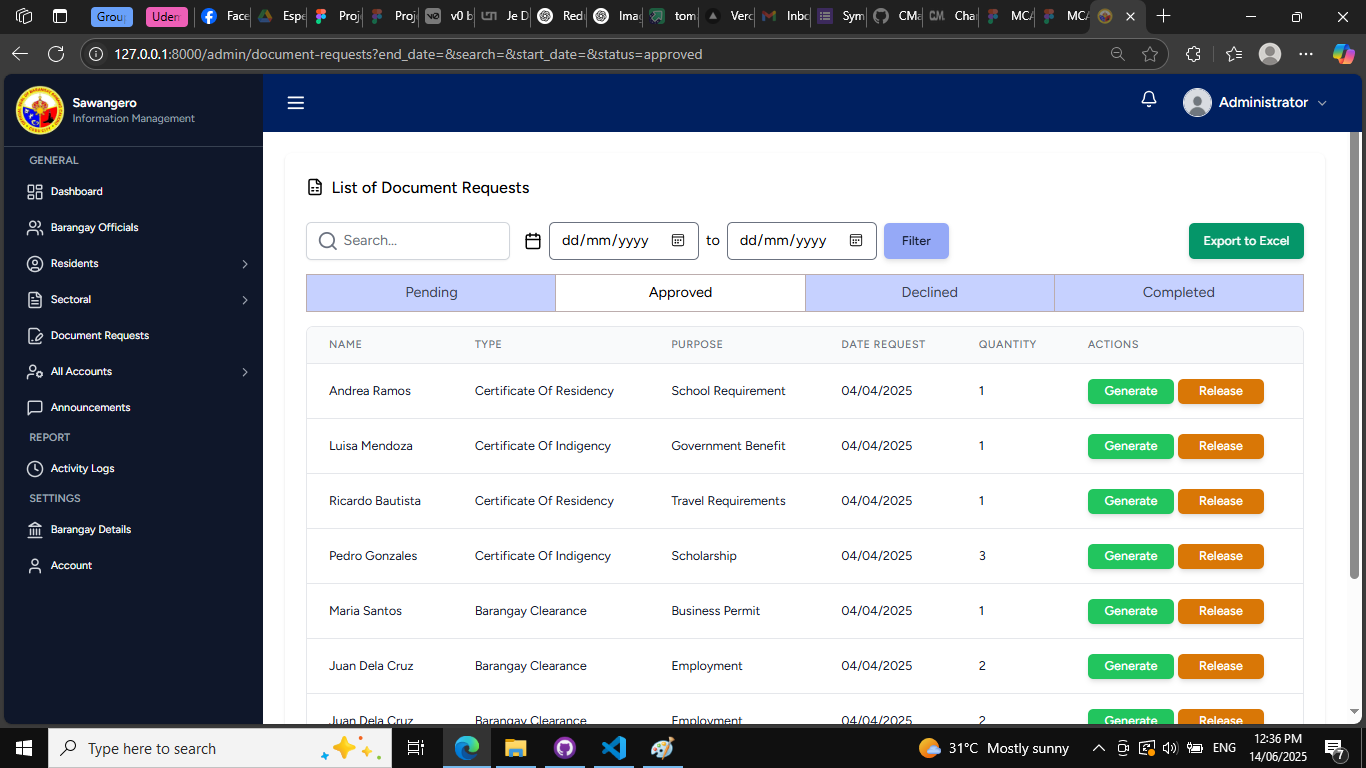 Group
Udem
Face
Espe
Proj
Proj
v0 b
Je D
Redu
Imag
tom
Verc
Inbo
Sym
CMa
Chai
MCA
MCA
127.0.0.1:8000/admin/document-requests?end_date=&search=&start_date=&status=approved
Sawangero
Information Management
Administrator
GENERAL
Dashboard
Barangay Officials
Residents
Sectoral
Document Requests
All Accounts
Announcements
REPORT
Activity Logs
SETTINGS
Barangay Details
Account
List of Document Requests
Search...
dd/mm/yyyy
to
dd/mm/yyyy
Filter
Export to Excel
Pending Approved Declined Completed
NAME TYPE PURPOSE DATE REQUEST QUANTITY ACTIONS
Andrea Ramos Certificate Of Residency School Requirement 04/04/2025 1 Generate Release
Luisa Mendoza Certificate Of Indigency Government Benefit 04/04/2025 1 Generate Release
Ricardo Bautista Certificate Of Residency Travel Requirements 04/04/2025 1 Generate Release
Pedro Gonzales Certificate Of Indigency Scholarship 04/04/2025 3 Generate Release
Maria Santos Barangay Clearance Business Permit 04/04/2025 1 Generate Release
Juan Dela Cruz Barangay Clearance Employment 04/04/2025 2 Generate Release
Juan Dela Cruz Barangay Clearance Employment 04/04/2025 2 Generate Release
Type here to search
31°C Mostly sunny
ENG
12:36 PM
14/06/2025
7